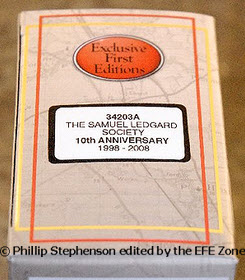 Exclusive
First
Editions
34203A
THE SAMUEL LEDGARD
SOCIETY
10th ANNIVERSARY
1998 - 2008
© Phillip Stephenson edited by the EFE Zone